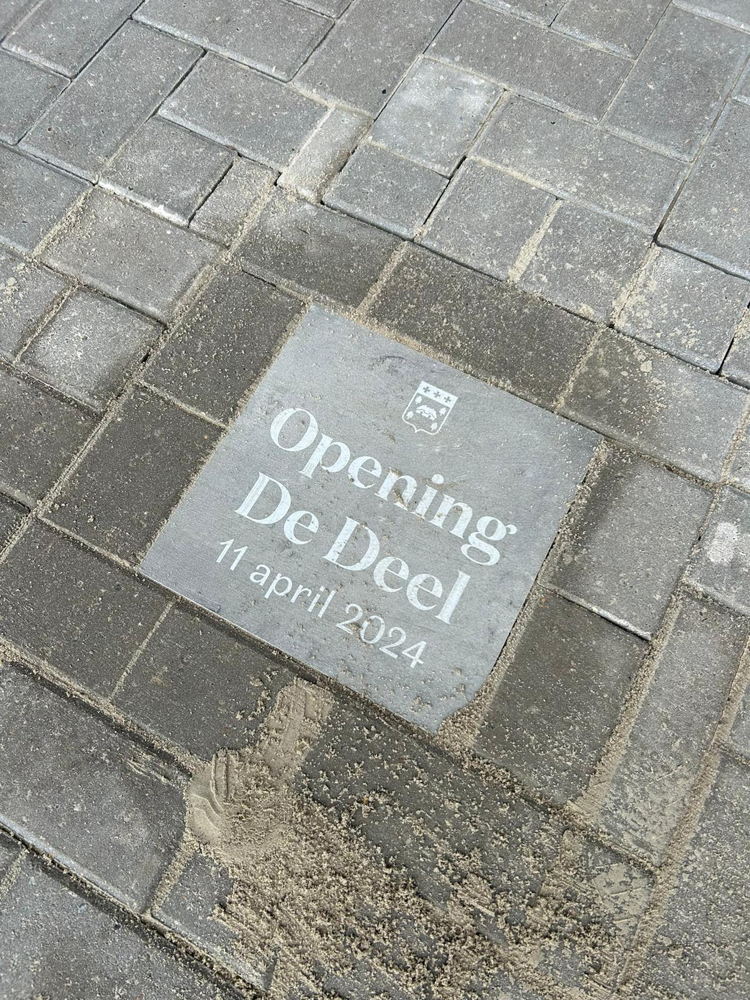 Opening
De Deel
11 april 2024